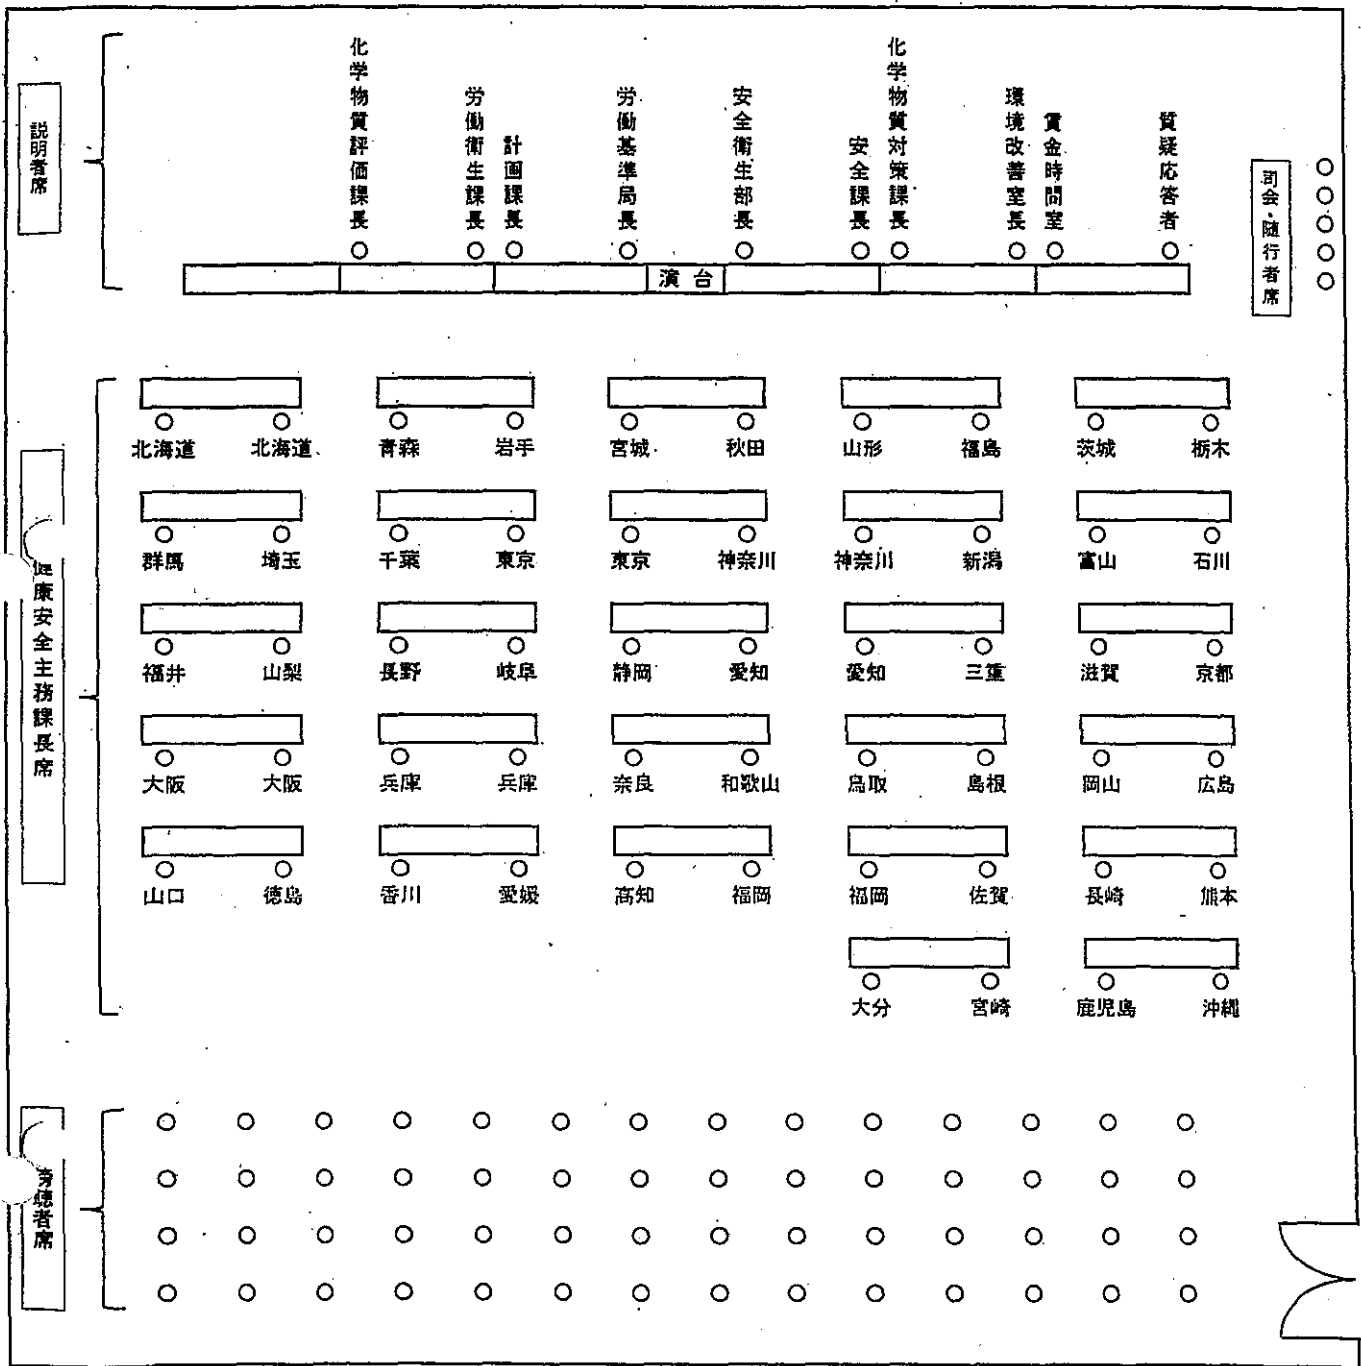 説明者席
化学物質評価課長
労働衛生課長
計画課長
労働基準局長
安全衛生部長
安全課長
化学物質対策課長
環境改善室長
賃金時間室
質疑応答者
司会・随行者席
演台
健康安全主務課長席
北海道 北海道 青森 岩手 宮城 秋田 山形 福島 茨城 栃木
群馬 埼玉 千葉 東京 東京 神奈川 神奈川 新潟 富山 石川
福井 山梨 長野 岐阜 静岡 愛知 愛知 三重 滋賀 京都
大阪 大阪 兵庫 兵庫 奈良 和歌山 鳥取 島根 岡山 広島
山口 徳島 香川 愛媛 高知 福岡 福岡 佐賀 長崎 熊本
大分 宮崎 鹿児島 沖縄
傍聴者席